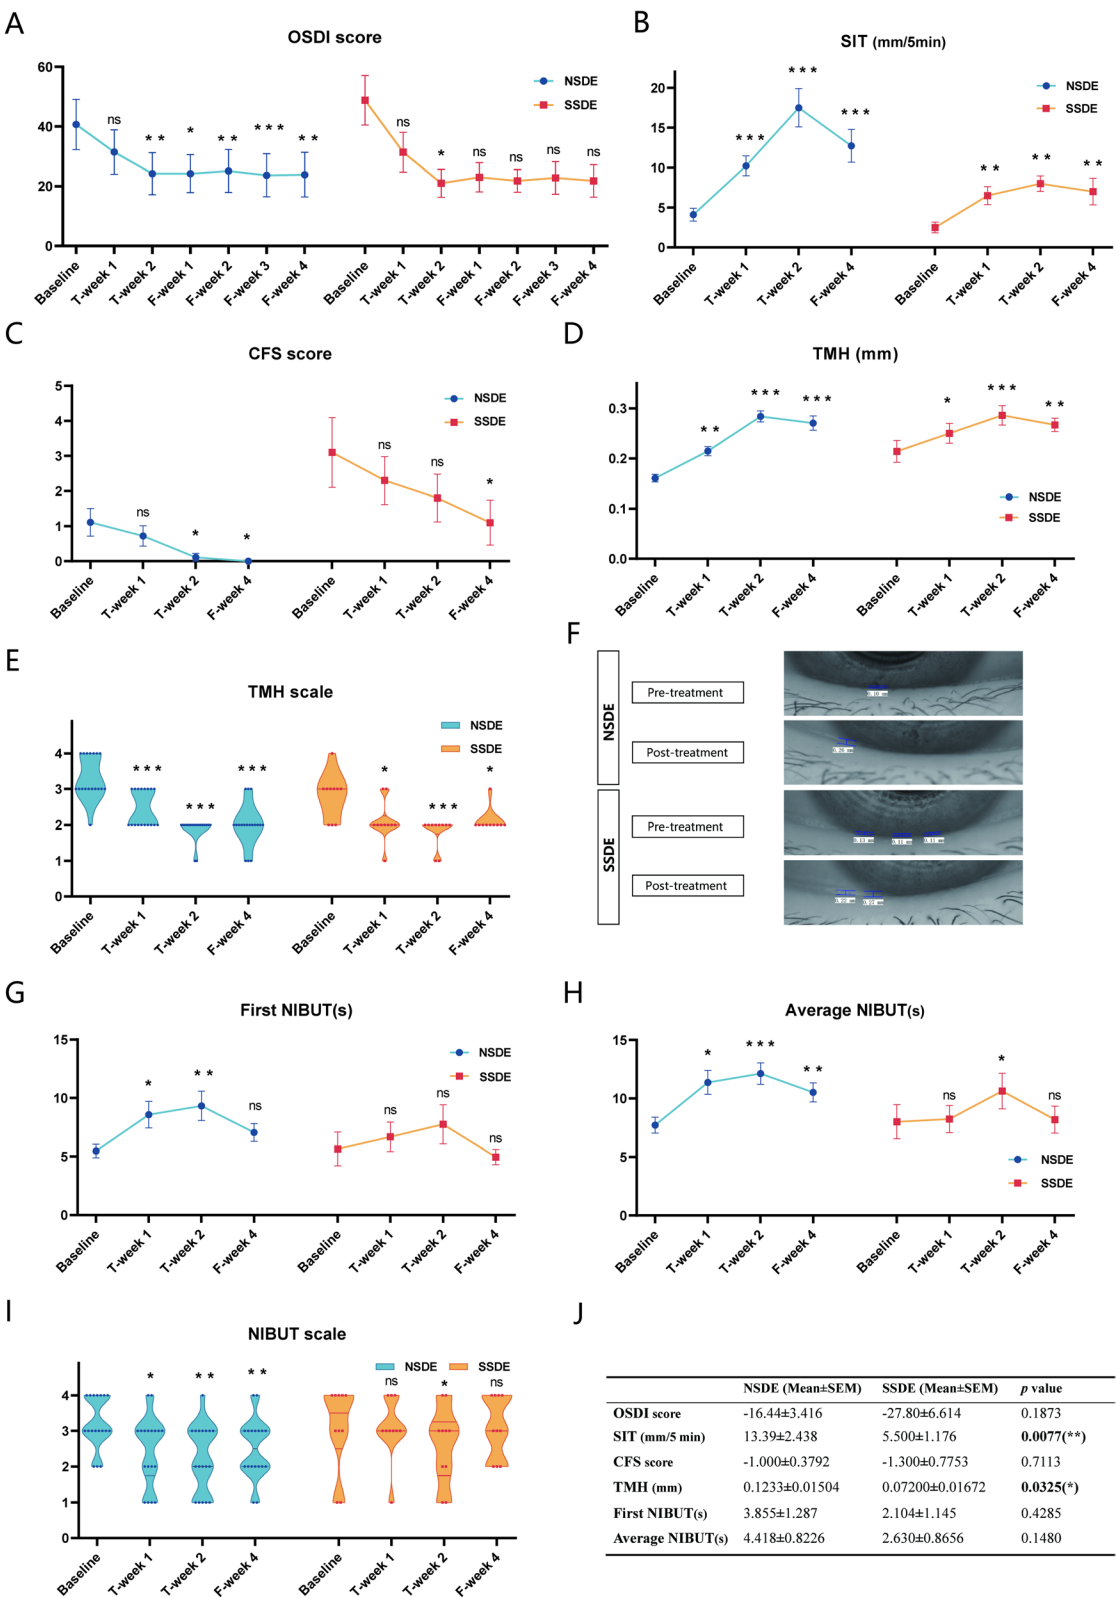 A
OSDI score
60
40
20
0
NSDE
SSDE
ns
* *
*
* *
* * *
* *
ns
*
ns
ns
ns
ns
Baseline
T-week 1
T-week 2
F-week 1
F-week 2
F-week 3
F-week 4
Baseline
T-week 1
T-week 2
F-week 1
F-week 2
F-week 3
F-week 4
B
SIT (mm/5min)
20
15
10
5
0
NSDE
SSDE
* * *
* * *
* * *
* *
* *
* *
Baseline
T-week 1
T-week 2
F-week 4
Baseline
T-week 1
T-week 2
F-week 4
C
CFS score
5
4
3
2
1
0
NSDE
SSDE
ns
*
*
ns
ns
*
Baseline
T-week 1
T-week 2
F-week 4
Baseline
T-week 1
T-week 2
F-week 4
D
TMH (mm)
0.3
0.2
0.1
0.0
NSDE
SSDE
* *
* * *
* * *
*
* * *
* *
Baseline
T-week 1
T-week 2
F-week 4
Baseline
T-week 1
T-week 2
F-week 4
E
TMH scale
4
3
2
1
0
NSDE
SSDE
* * *
* * *
* * *
*
* * *
*
Baseline
T-week 1
T-week 2
F-week 4
Baseline
T-week 1
T-week 2
F-week 4
F
NSDE
Pre-treatment
0.10 mm
Post-treatment
SSDE
Pre-treatment
0.13 mm
0.11 mm
0.11 mm
Post-treatment
0.22 mm
G
First NIBUT(s)
15
10
5
0
NSDE
SSDE
*
* *
ns
ns
ns
ns
Baseline
T-week 1
T-week 2
F-week 4
Baseline
T-week 1
T-week 2
F-week 4
H
Average NIBUT(s)
15
10
5
0
NSDE
SSDE
*
* * *
* *
ns
*
ns
Baseline
T-week 1
T-week 2
F-week 4
Baseline
T-week 1
T-week 2
F-week 4
I
NIBUT scale
4
3
2
1
0
NSDE
SSDE
*
* *
* *
ns
*
ns
Baseline
T-week 1
T-week 2
F-week 4
Baseline
T-week 1
T-week 2
F-week 4
J
NSDE (Mean±SEM) SSDE (Mean±SEM) p value
OSDI score -16.44±3.416 -27.80±6.614 0.1873
SIT (mm/5 min) 13.39±2.438 5.500±1.176 0.0077(**)
CFS score -1.000±0.3792 -1.300±0.7753 0.7113
TMH (mm) 0.1233±0.01504 0.07200±0.01672 0.0325(*)
First NIBUT(s) 3.855±1.287 2.104±1.145 0.4285
Average NIBUT(s) 4.418±0.8226 2.630±0.8656 0.1480